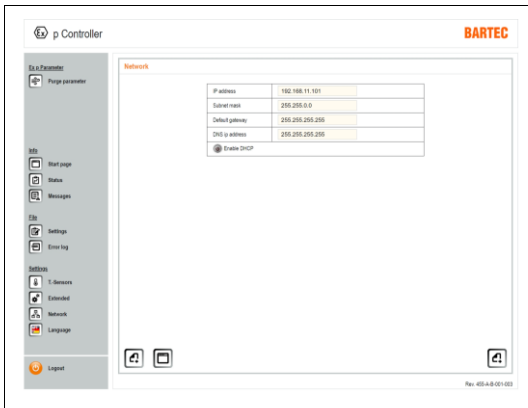 Ex p Controller
BARTEC
Ex p Parameter
Purge parameter
Info
Start page
Status
Messages
File
Settings
Error log
Settings
T.-Sensors
Extended
Network
Language
Logout
Network
IP address 192.168.11.101
Subnet mask 255.255.0.0
Default gateway 255.255.255.255
DNS ip address 255.255.255.255
Enable DHCP
Rev. 455-A-B-001-003